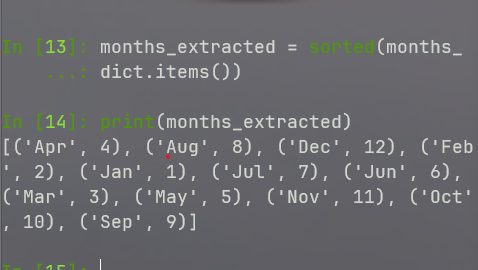 In [13]: months_extracted = sorted(months_
    ...: dict.items())
In [14]: print(months_extracted)
[('Apr', 4), ('Aug', 8), ('Dec', 12), ('Feb
', 2), ('Jan', 1), ('Jul', 7), ('Jun', 6),
('Mar', 3), ('May', 5), ('Nov', 11), ('Oct'
, 10), ('Sep', 9)]
In [15]: